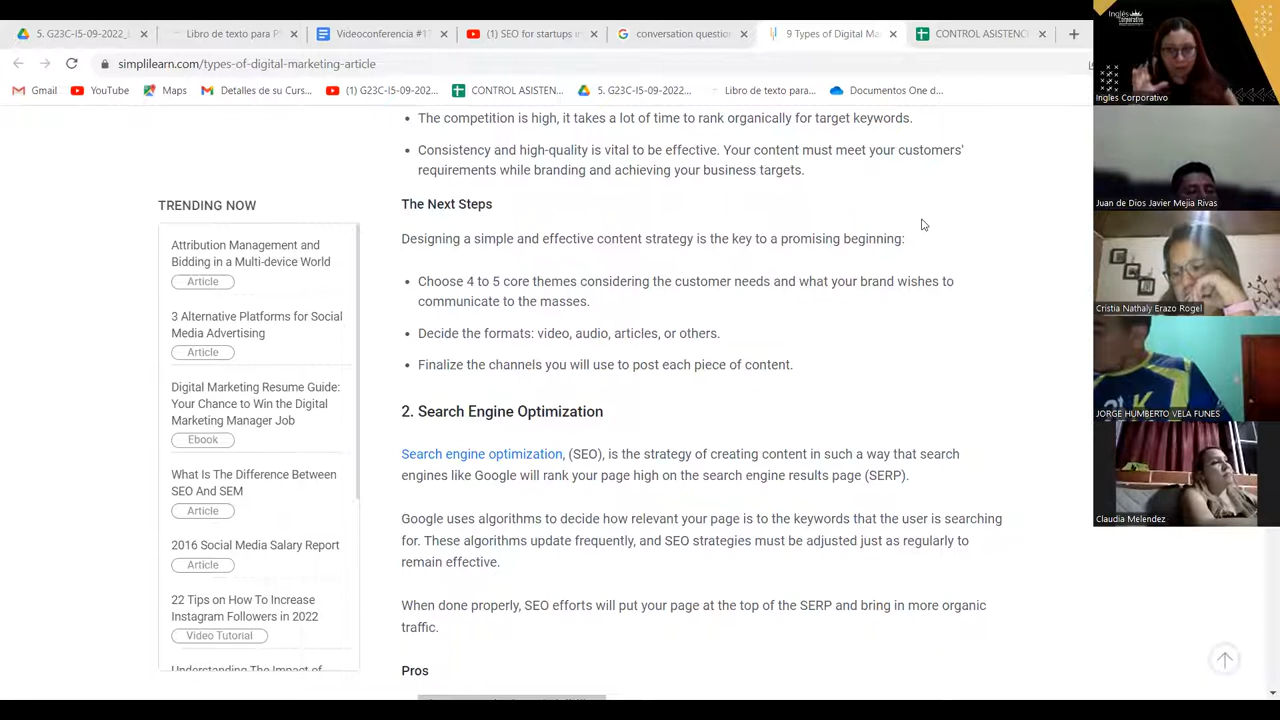 5. G23C-I5-09-2022_
Libro de texto para P
Videoconferencia #1
(1) SEO for startups in
conversation question
9 Types of Digital Ma
CONTROL ASISTENC
simplilearn.com/types-of-digital-marketing-article
Gmail
YouTube
Maps
Detalles de su Curs...
(1) G23C-I5-09-202...
CONTROL ASISTEN...
5. G23C-I5-09-2022...
Libro de texto para...
Documentos One d...
The competition is high, it takes a lot of time to rank organically for target keywords.
Consistency and high-quality is vital to be effective. Your content must meet your customers'
requirements while branding and achieving your business targets.
The Next Steps
Designing a simple and effective content strategy is the key to a promising beginning:
Choose 4 to 5 core themes considering the customer needs and what your brand wishes to
communicate to the masses.
Decide the formats: video, audio, articles, or others.
Finalize the channels you will use to post each piece of content.
2. Search Engine Optimization
Search engine optimization, (SEO), is the strategy of creating content in such a way that search
engines like Google will rank your page high on the search engine results page (SERP).
Google uses algorithms to decide how relevant your page is to the keywords that the user is searching
for. These algorithms update frequently, and SEO strategies must be adjusted just as regularly to
remain effective.
When done properly, SEO efforts will put your page at the top of the SERP and bring in more organic
traffic.
Pros
TRENDING NOW
Attribution Management and
Bidding in a Multi-device World
Article
3 Alternative Platforms for Social
Media Advertising
Article
Digital Marketing Resume Guide:
Your Chance to Win the Digital
Marketing Manager Job
Ebook
What Is The Difference Between
SEO And SEM
Article
2016 Social Media Salary Report
Article
22 Tips on How To Increase
Instagram Followers in 2022
Video Tutorial
Understanding The Impact of
Inglés
Corporativo
Ingles Corporativo
Juan de Dios Javier Mejia Rivas
Cristia Nathaly Erazo Rogel
JORGE HUMBERTO VELA FUNES
Claudia Melendez